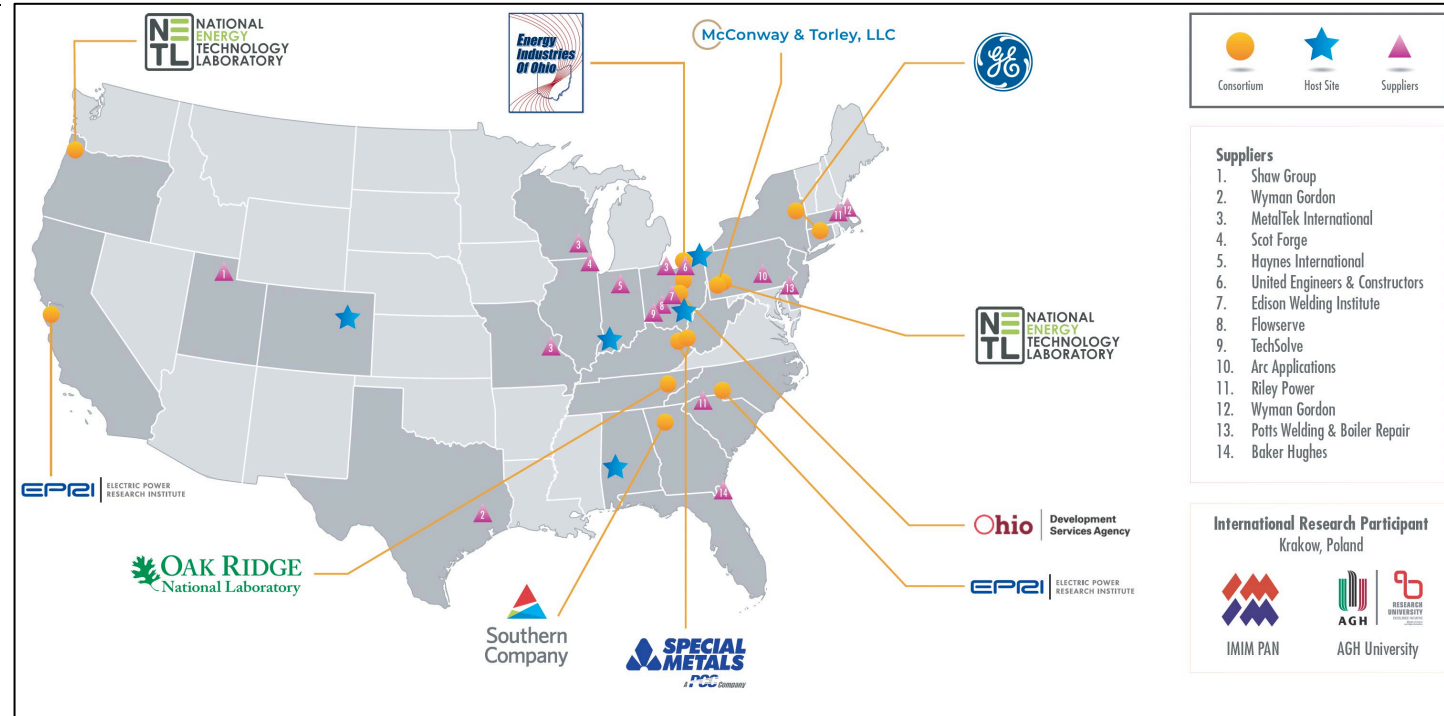 NETL
NATIONAL
ENERGY
TECHNOLOGY
LABORATORY
Energy
Industries
Of Ohio
McConway & Torley, LLC
GE
Consortium
Host Site
Suppliers
Suppliers
1. Shaw Group
2. Wyman Gordon
3. MetalTek International
4. Scot Forge
5. Haynes International
6. United Engineers & Constructors
7. Edison Welding Institute
8. Flowserve
9. TechSolve
10. Arc Applications
11. Riley Power
12. Wyman Gordon
13. Potts Welding & Boiler Repair
14. Baker Hughes
1
3
4
5
3
6
7
8
9
3
10
13
11
12
11
14
2
NETL
NATIONAL
ENERGY
TECHNOLOGY
LABORATORY
EPRI
ELECTRIC POWER
RESEARCH INSTITUTE
Ohio
Development
Services Agency
OAK RIDGE
National Laboratory
EPRI
ELECTRIC POWER
RESEARCH INSTITUTE
Southern
Company
SPECIAL
METALS
A PCC Company
International Research Participant
Krakow, Poland
IMIM PAN
AGH
RESEARCH
UNIVERSITY
AGH University